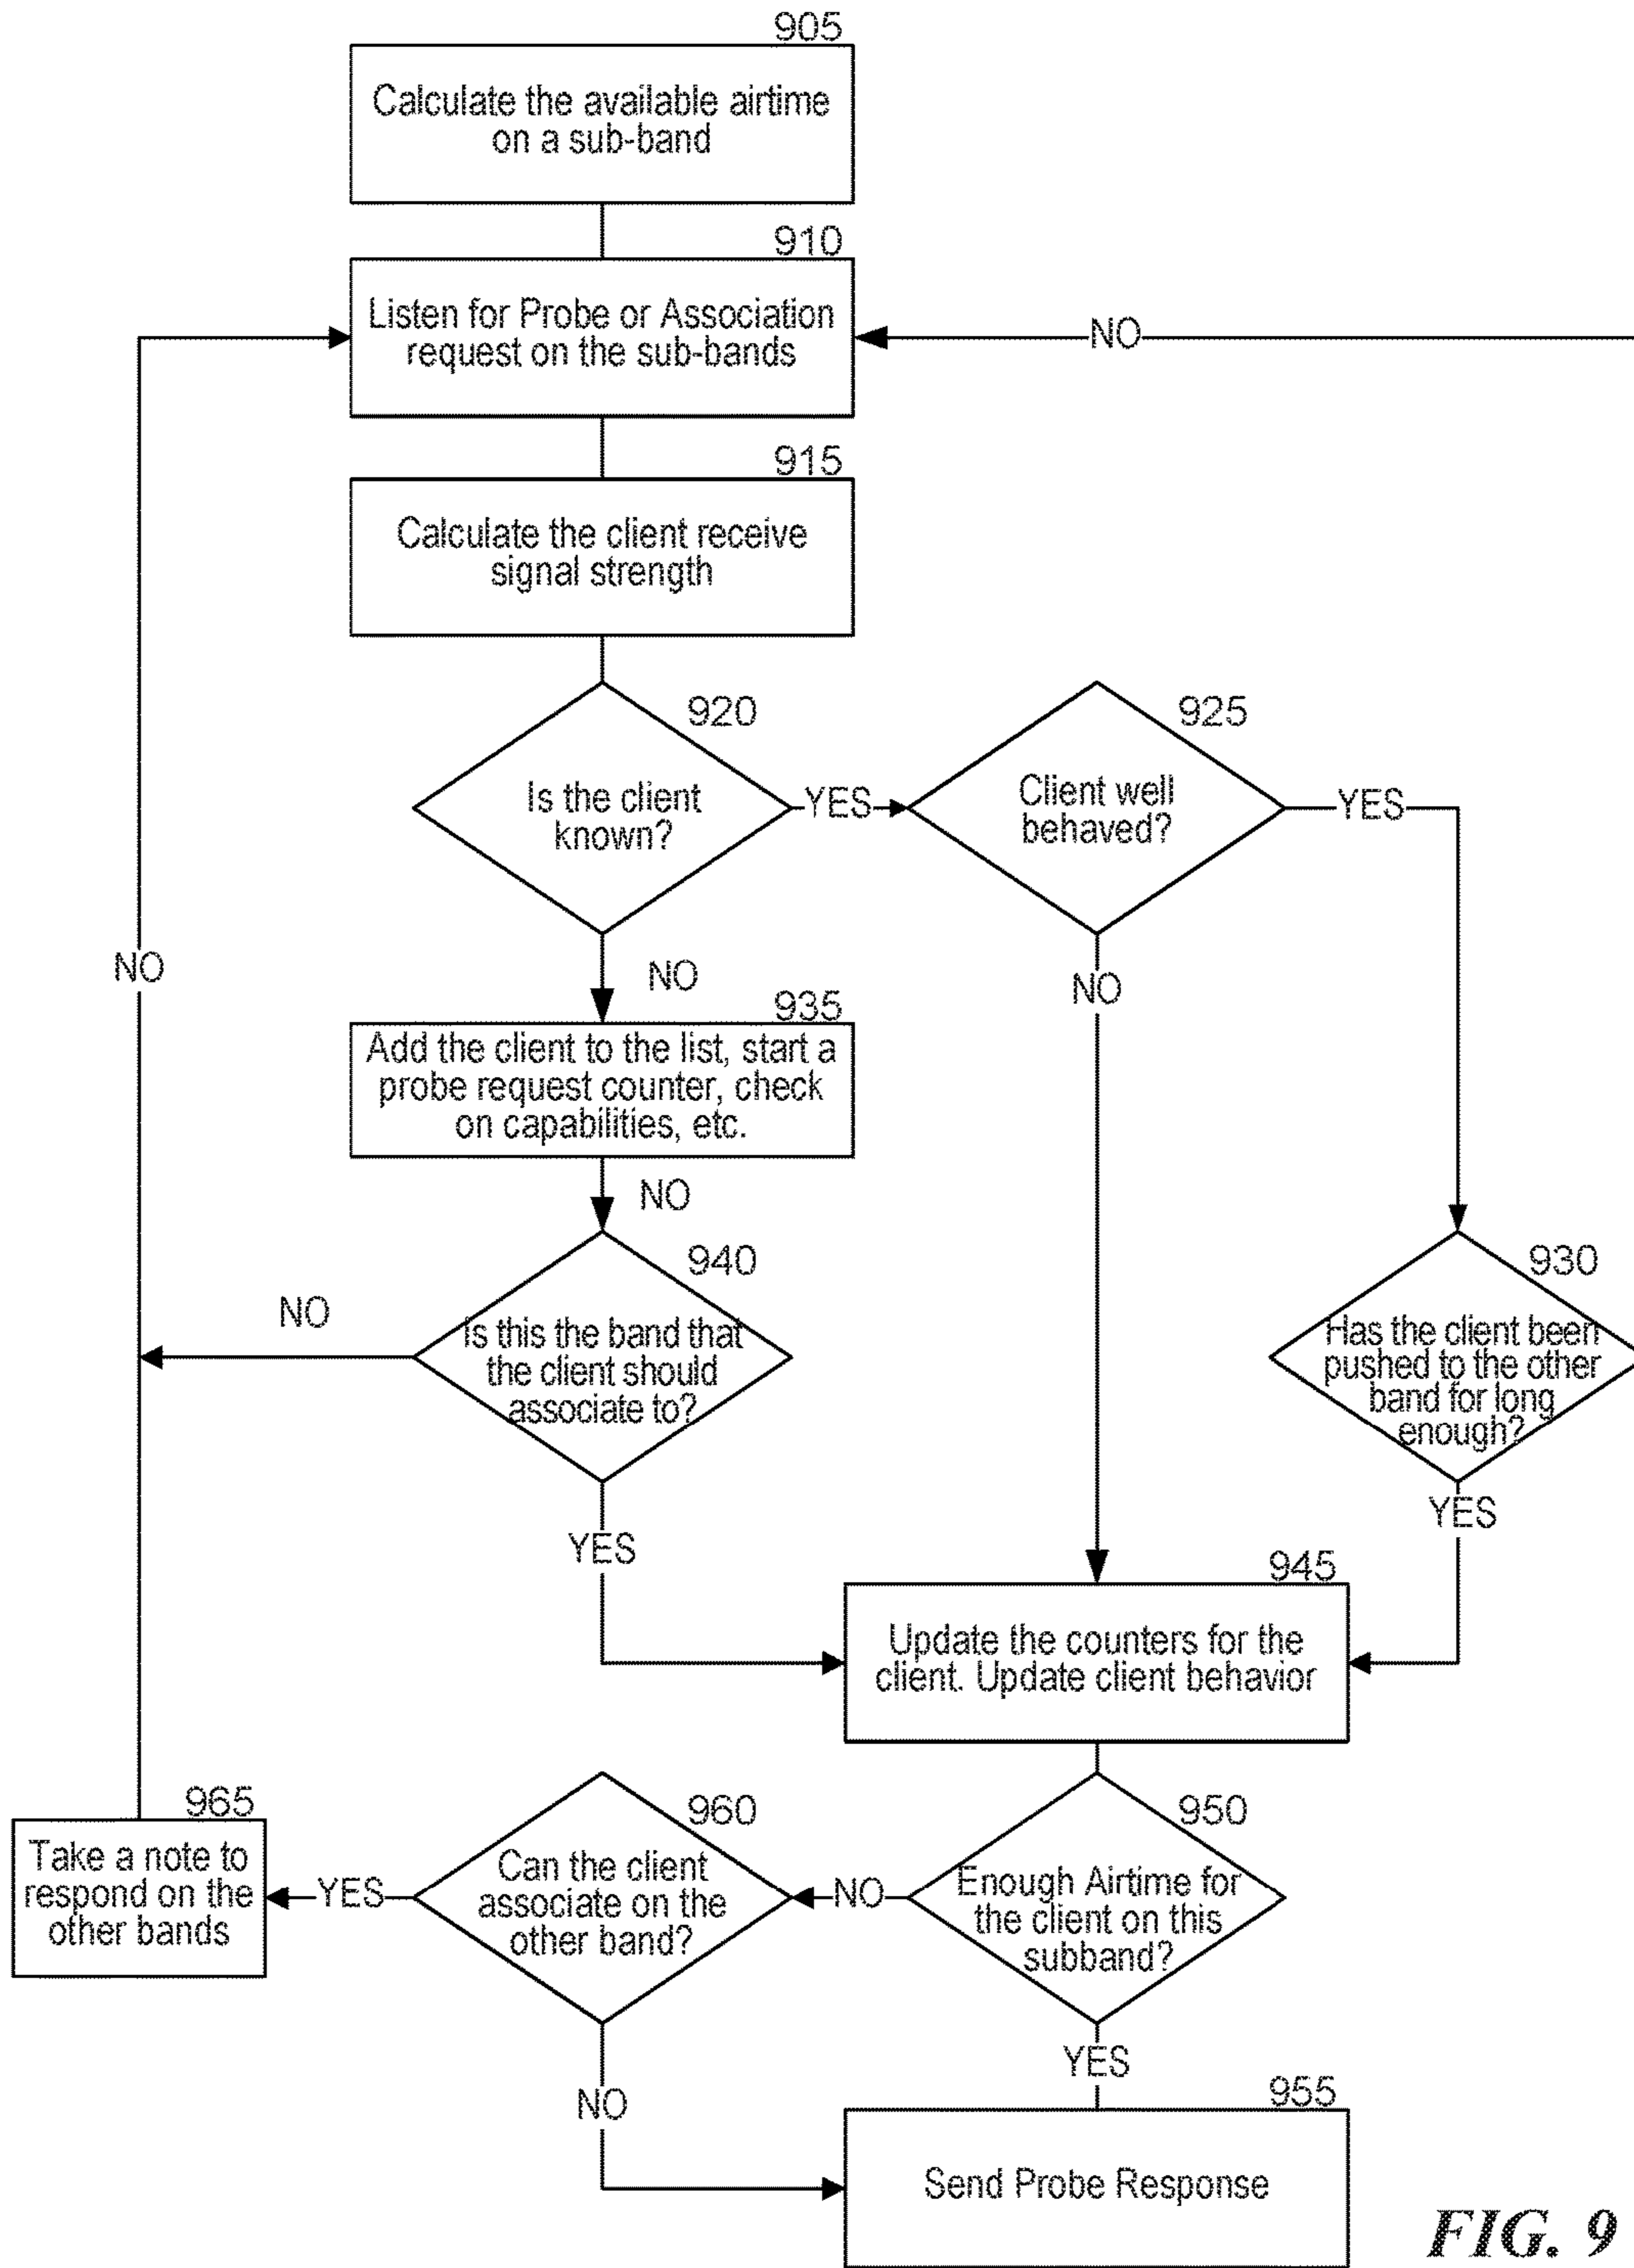 905
Calculate the available airtime
on a sub-band
910
Listen for Probe or Association
request on the sub-bands
NO
915
Calculate the client receive
signal strength
920
Is the client
known?
YES
925
Client well
behaved?
YES
NO
NO
NO
935
Add the client to the list, start a
probe request counter, check
on capabilities, etc.
NO
940
Is this the band that
the client should
associate to?
NO
930
Has the client been
pushed to the other
band for long
enough?
YES
YES
945
Update the counters for the
client. Update client behavior
965
Take a note to
respond on the
other bands
YES
960
Can the client
associate on the
other band?
NO
950
Enough Airtime for
the client on this
subband?
YES
NO
955
Send Probe Response
FIG. 9